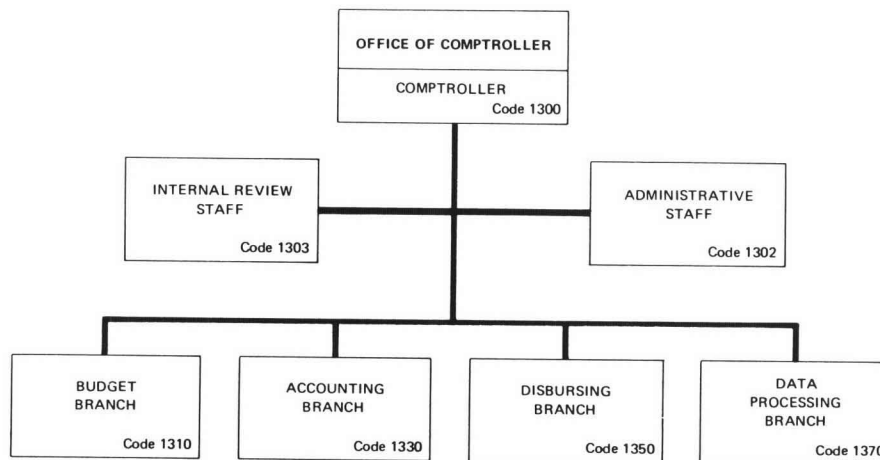 OFFICE OF COMPTROLLER
COMPTROLLER
Code 1300
INTERNAL REVIEW
STAFF
Code 1303
ADMINISTRATIVE
STAFF
Code 1302
BUDGET
BRANCH
Code 1310
ACCOUNTING
BRANCH
Code 1330
DISBURSING
BRANCH
Code 1350
DATA
PROCESSING
BRANCH
Code 1370